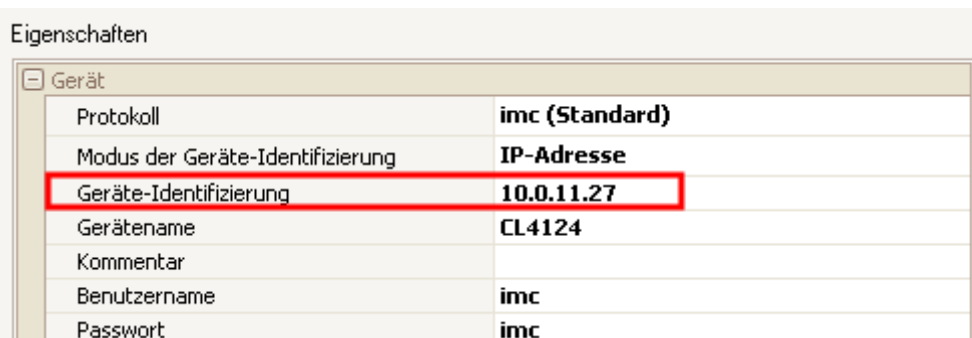 Eigenschaften
Gerät
Protokoll imc (Standard)
Modus der Geräte-Identifizierung IP-Adresse
Geräte-Identifizierung 10.0.11.27
Gerätename CL4124
Kommentar
Benutzername imc
Passwort imc